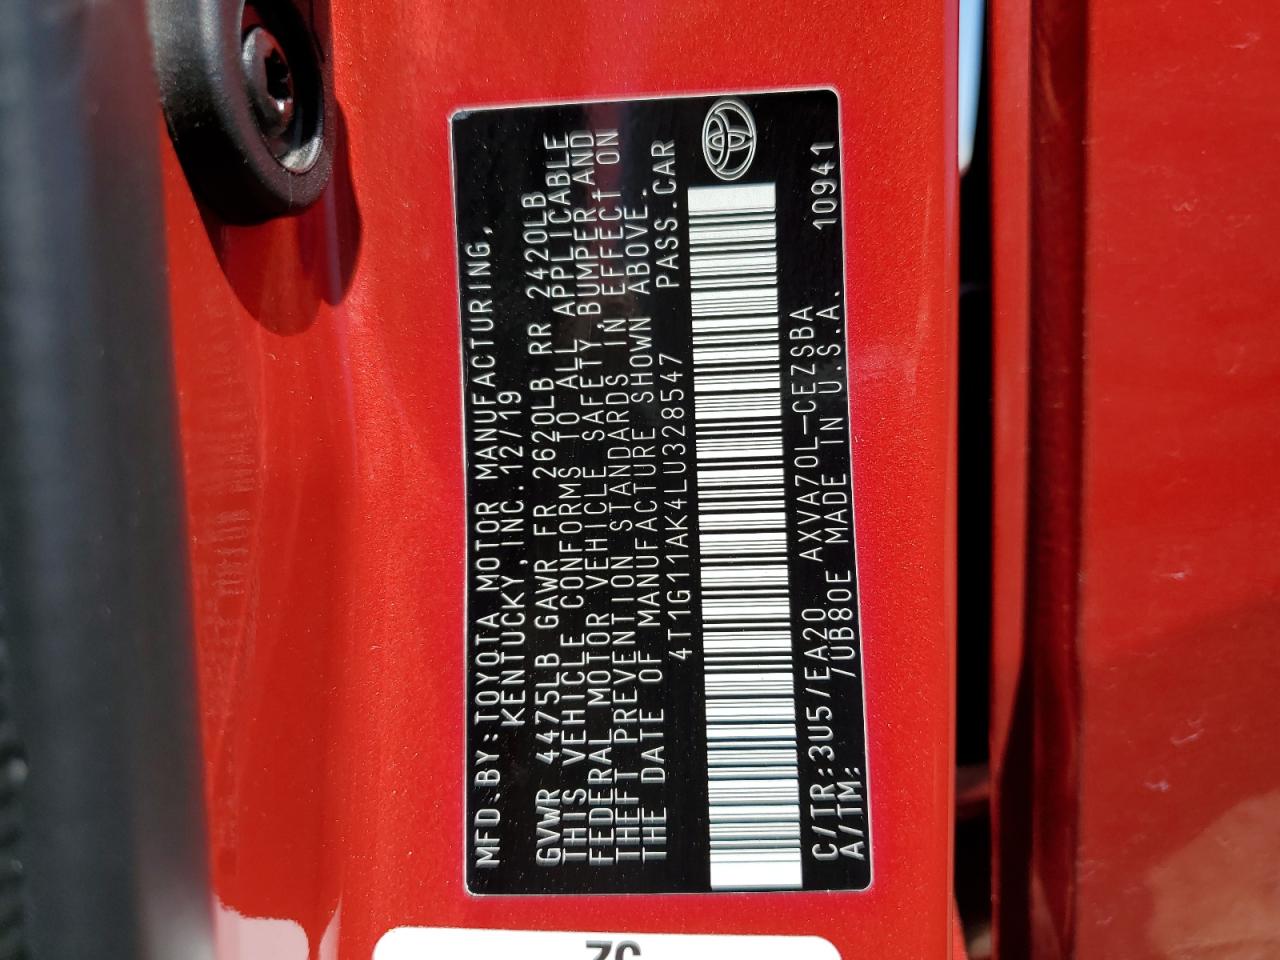 MFD.BY:TOYOTA MOTOR MANUFACTURING,
KENTUCKY,INC.12/19
GVWR 4475LB GAWR FR 2620LB RR 2420LB
THIS VEHICLE CONFORMS TO ALL APPLICABLE
FEDERAL MOTOR VEHICLE SAFETY,BUMPER,AND
THEFT PREVENTION STANDARDS IN EFFECT ON
THE DATE OF MANUFACTURE SHOWN ABOVE.
4T1G11AK4LU328547 PASS.CAR
C/TR:3U5/EA20 AXVA70L-CEZSBA 10941
A/TM: /UB80E MADE IN U.S.A.